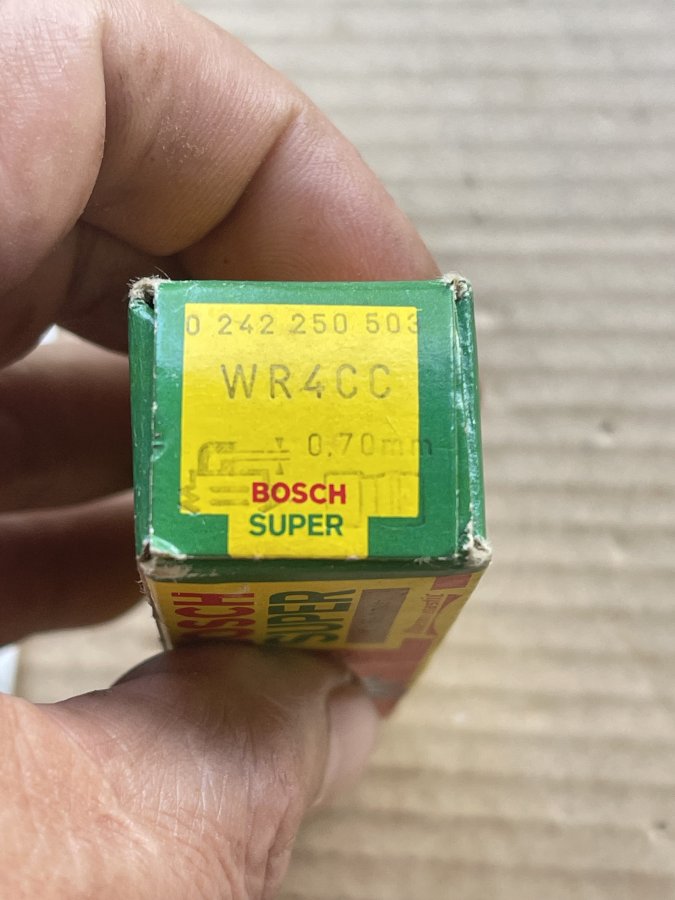 0 242 250 503
WR4CC
0,70mm
BOSCH
SUPER
BOSCH
SUPER